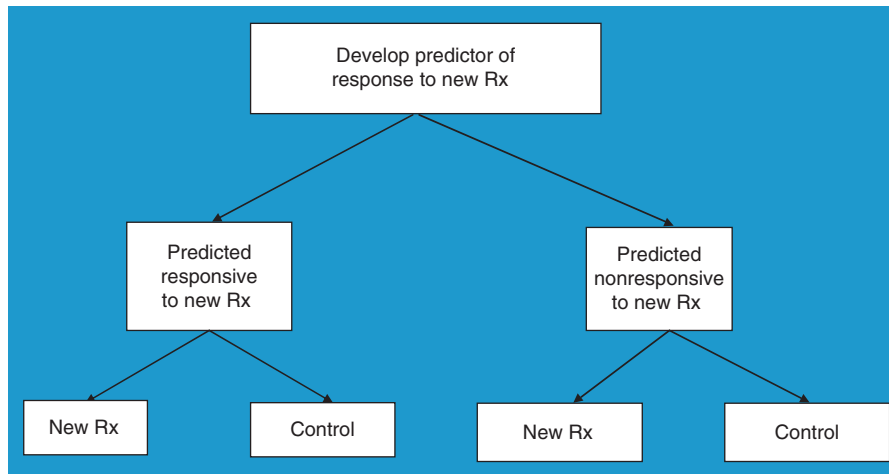 Develop predictor of
response to new Rx
Predicted
responsive
to new Rx
Predicted
nonresponsive
to new Rx
New Rx
Control
New Rx
Control